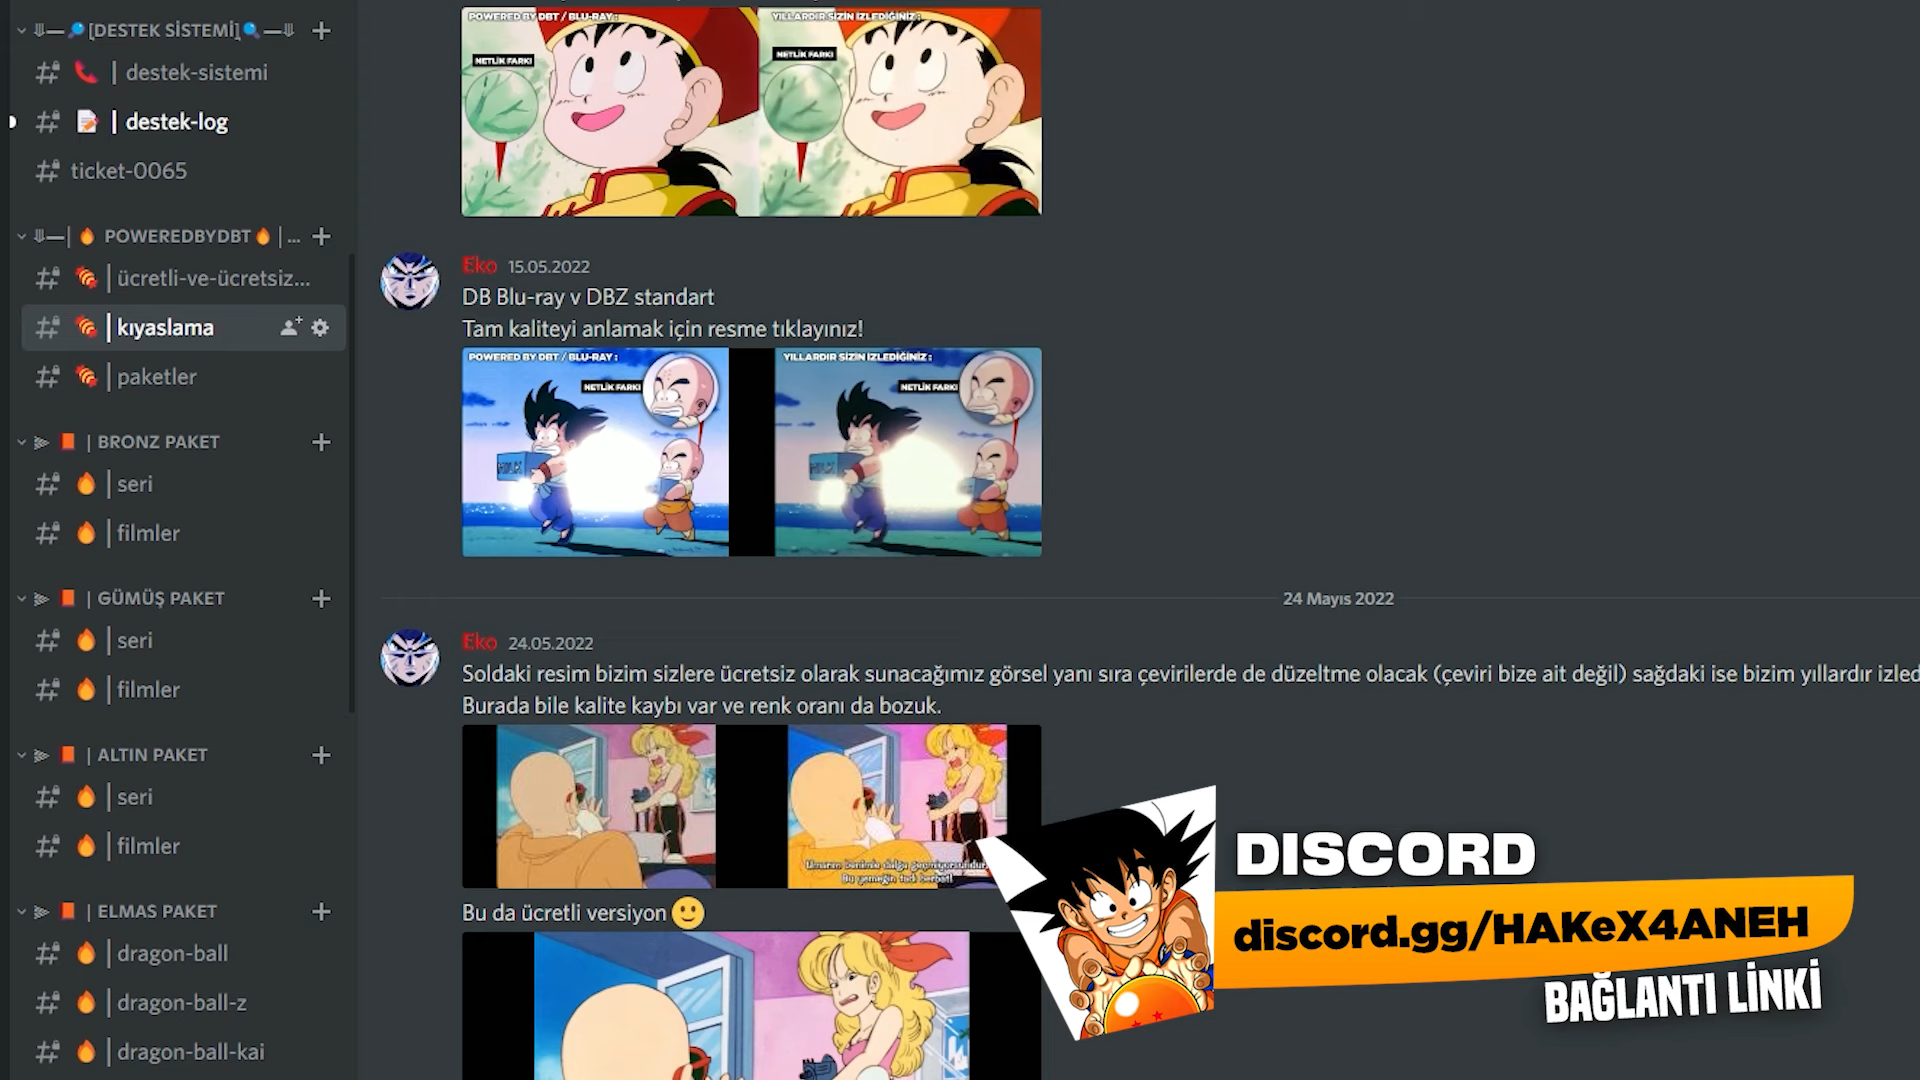 [DESTEK SİSTEMİ]
| destek-sistemi
| destek-log
ticket-0065
| POWEREDBYDBT | ...
| ücretli-ve-ücretsiz...
| kıyaslama
| paketler
| BRONZ PAKET
| seri
| filmler
| GÜMÜŞ PAKET
| seri
| filmler
| ALTIN PAKET
| seri
| filmler
| ELMAS PAKET
| dragon-ball
| dragon-ball-z
| dragon-ball-kai
POWERED BY DBT / BLU-RAY :
YILLARDIR SİZİN İZLEDİĞİNİZ :
NETLİK FARKI
NETLİK FARKI
Eko 15.05.2022
DB Blu-ray v DBZ standart
Tam kaliteyi anlamak için resme tıklayınız!
POWERED BY DBT / BLU-RAY :
YILLARDIR SİZİN İZLEDİĞİNİZ :
NETLİK FARKI
NETLİK FARKI
24 Mayıs 2022
Eko 24.05.2022
Soldaki resim bizim sizlere ücretsiz olarak sunacağımız görsel yanı sıra çevirilerde de düzeltme olacak (çeviri bize ait değil) sağdaki ise bizim yıllardır izled
Burada bile kalite kaybı var ve renk oranı da bozuk.
Bu yemeğin tadı berbat!
Bu da ücretli versiyon
DISCORD
discord.gg/HAKeX4ANEH
BAĞLANTI LİNKİ